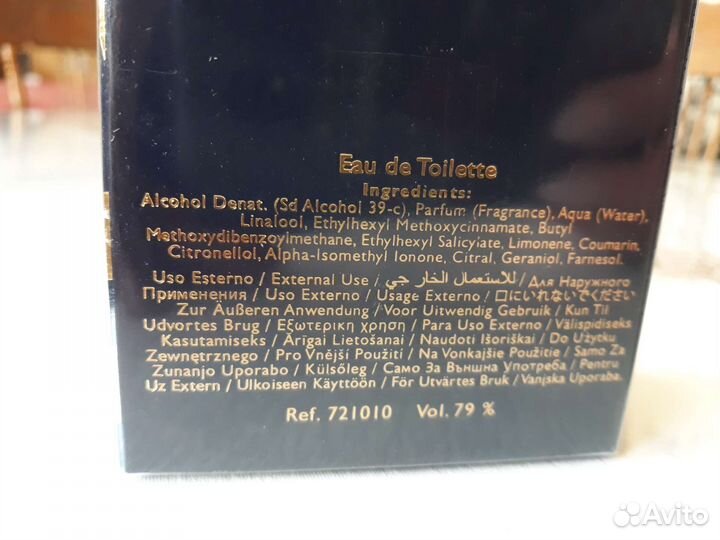 Eau de Toilette
Ingredients:
Alcohol Denat. (Sd Alcohol 39-c), Parfum (Fragrance), Aqua (Water),
Linalool, Ethylhexyl Methoxycinnamate, Butyl
Methoxydibenzoylmethane, Ethylhexyl Salicylate, Limonene, Coumarin,
Citronellol, Alpha-Isomethyl Ionone, Citral, Geraniol, Farnesol.
Uso Esterno / External Use / للاستعمال الخارجي / Для Наружного
Применения / Uso Externo / Usage Externo / 口にいれないでください
Zur Äußeren Anwendung / Voor Uitwendig Gebruik / Kun Til
Udvortes Brug / Εξωτερικη χρηση / Para Uso Externo / Välispidiseks
Kasutamiseks / Ārīgai Lietošanai / Naudoti Išoriškai / Do Użytku
Zewnętrznego / Pro Vnější Použití / Na Vonkajšie Použitie / Samo Za
Zunanjo Uporabo / Külsőleg / Само За Външна Употреба / Pentru
Uz Extern / Ulkoiseen Käyttöön / För Utvärtes Bruk / Vanjska Uporaba.
Ref. 721010 Vol. 79 %
Avito